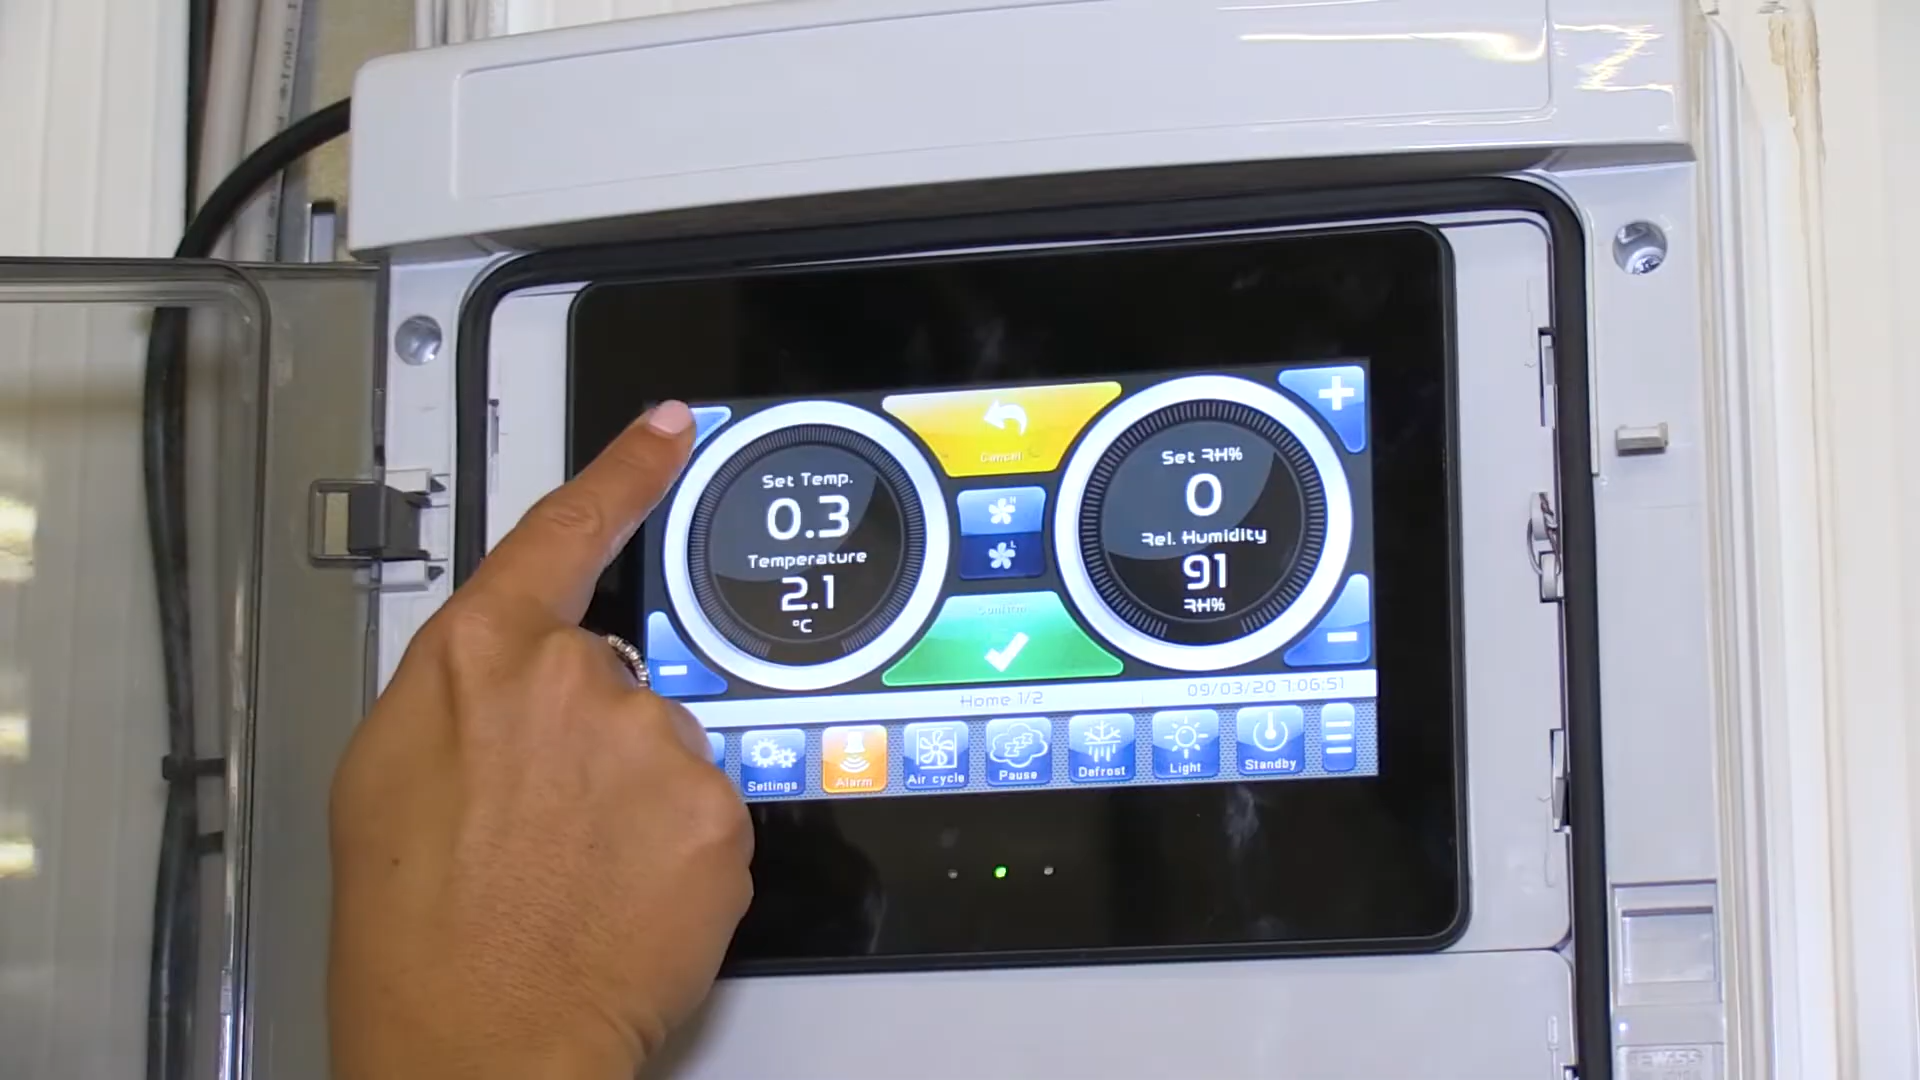 Cancel
Set Temp.
0.3
Temperature
2.1
°C
H
L
Set RH%
0
Rel. Humidity
91
RH%
Confirm
Home 1/2
09/03/20 7:06:51
Settings
Alarm
Air cycle
Pause
Defrost
Light
Standby